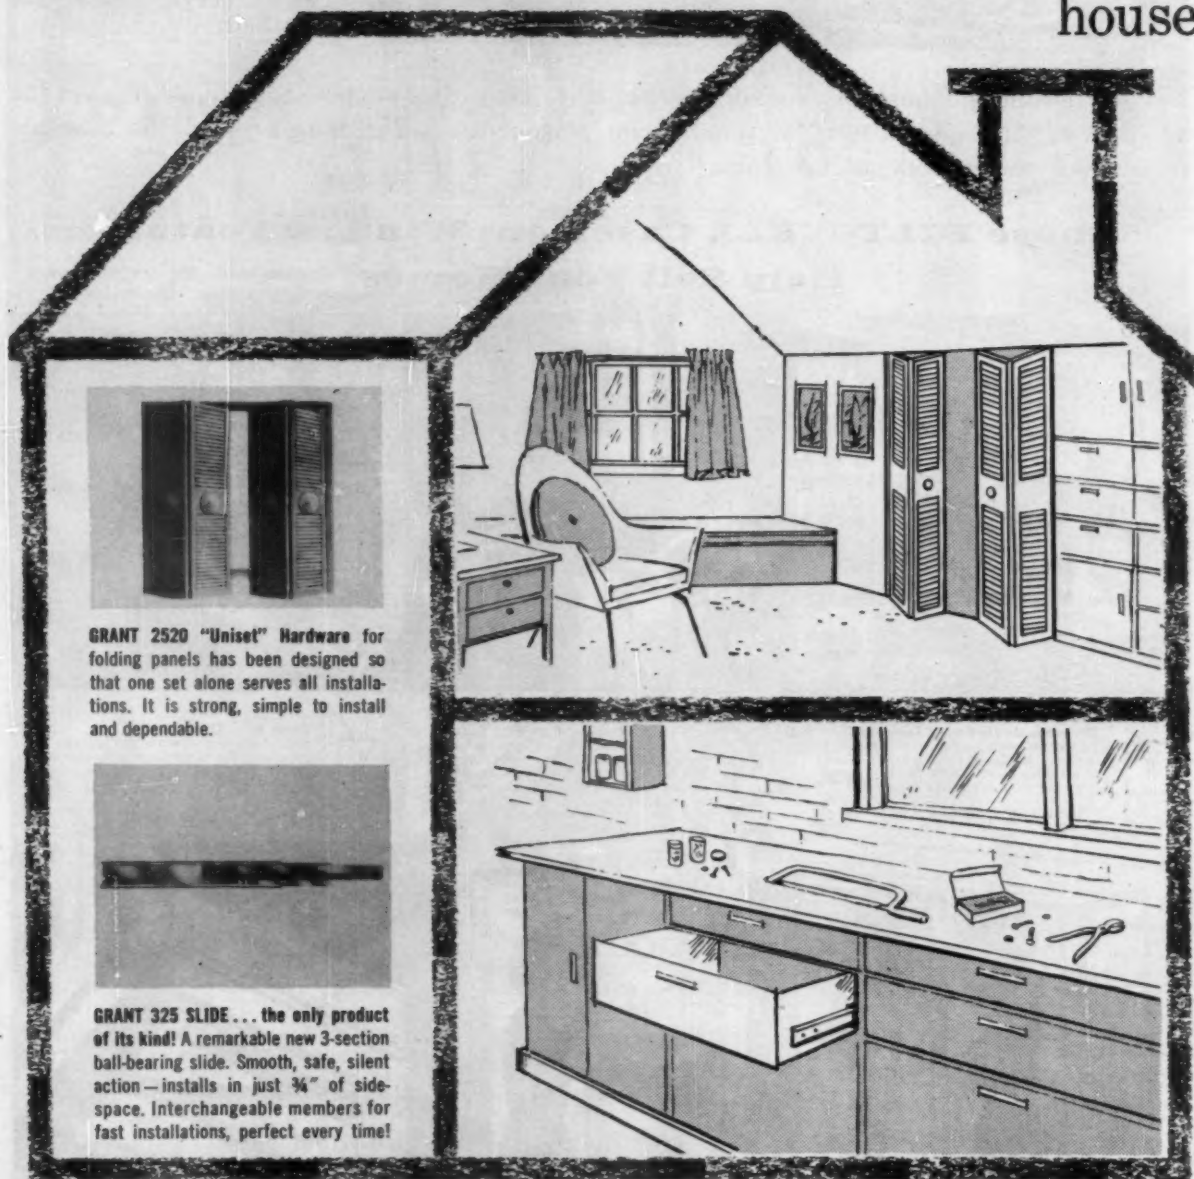 house
GRANT 2520 "Uniset" Hardware for
folding panels has been designed so
that one set alone serves all installa-
tions. It is strong, simple to install
and dependable.
GRANT 325 SLIDE ... the only product
of its kind! A remarkable new 3-section
ball-bearing slide. Smooth, safe, silent
action — installs in just ¾" of side-
space. Interchangeable members for
fast installations, perfect every time!